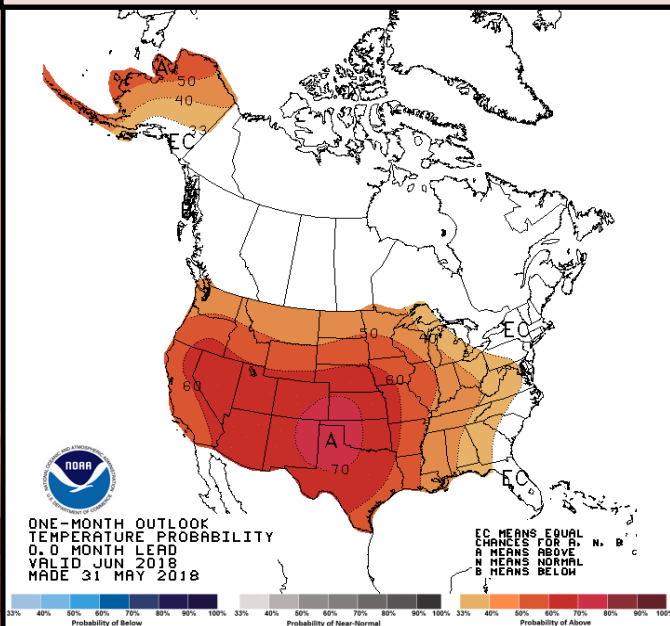 A
50
40
33
EC
50
40
EC
60
60
A
70
EC
NATIONAL OCEANIC AND ATMOSPHERIC ADMINISTRATION
NOAA
U.S. DEPARTMENT OF COMMERCE
ONE-MONTH OUTLOOK
TEMPERATURE PROBABILITY
0.0 MONTH LEAD
VALID JUN 2018
MADE 31 MAY 2018
EC MEANS EQUAL
CHANCES FOR A, N, B
A MEANS ABOVE
N MEANS NORMAL
B MEANS BELOW
33% 40% 50% 60% 70% 80% 90% 100%
Probability of Below
33% 40% 50% 60% 70% 80% 90% 100%
Probability of Near-Normal
33% 40% 50% 60% 70% 80% 90% 100%
Probability of Above